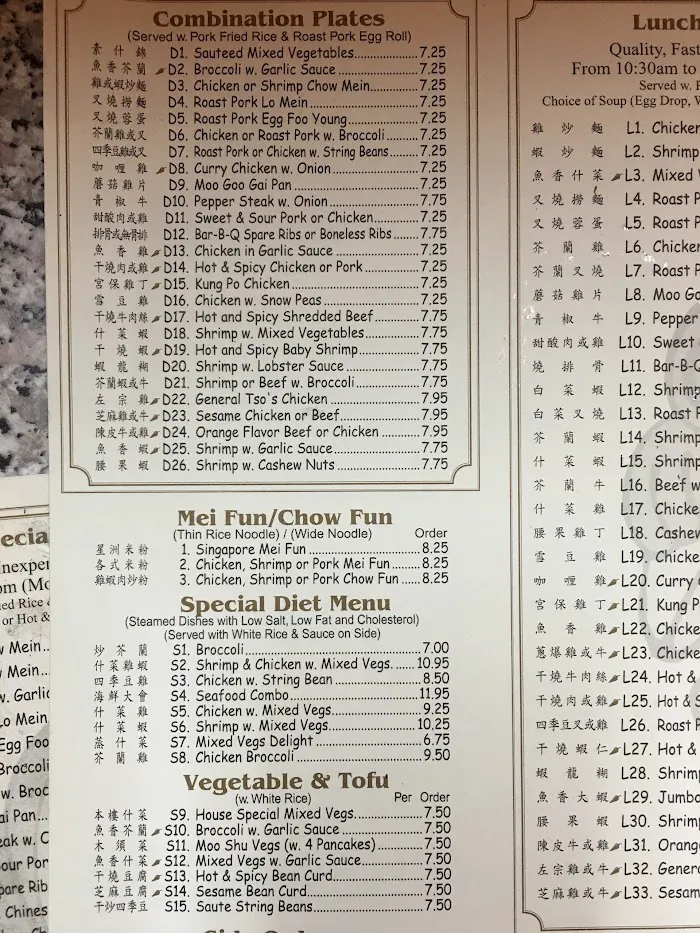 Combination Plates
(Served w. Pork Fried Rice & Roast Pork Egg Roll)
素什錦 D1. Sauteed Mixed Vegetables 7.25
魚香芥蘭 D2. Broccoli w. Garlic Sauce 7.25
雞或蝦炒麵 D3. Chicken or Shrimp Chow Mein 7.25
叉燒撈麵 D4. Roast Pork Lo Mein 7.25
叉燒蓉蛋 D5. Roast Pork Egg Foo Young 7.25
芥蘭雞或叉 D6. Chicken or Roast Pork w. Broccoli 7.25
四季豆雞或叉 D7. Roast Pork or Chicken w. String Beans 7.25
咖喱雞 D8. Curry Chicken w. Onion 7.25
蘑菇雞片 D9. Moo Goo Gai Pan 7.25
青椒牛 D10. Pepper Steak w. Onion 7.75
甜酸肉或雞 D11. Sweet & Sour Pork or Chicken 7.25
排骨或無骨排 D12. Bar-B-Q Spare Ribs or Boneless Ribs 7.75
魚香雞 D13. Chicken in Garlic Sauce 7.25
干燒肉或雞 D14. Hot & Spicy Chicken or Pork 7.25
宮保雞丁 D15. Kung Po Chicken 7.25
雪豆雞 D16. Chicken w. Snow Peas 7.25
干燒牛肉絲 D17. Hot and Spicy Shredded Beef 7.75
什菜蝦 D18. Shrimp w. Mixed Vegetables 7.75
干燒蝦 D19. Hot and Spicy Baby Shrimp 7.75
蝦龍糊 D20. Shrimp w. Lobster Sauce 7.75
芥蘭蝦或牛 D21. Shrimp or Beef w. Broccoli 7.75
左宗雞 D22. General Tso's Chicken 7.95
芝麻雞或牛 D23. Sesame Chicken or Beef 7.95
陳皮牛或雞 D24. Orange Flavor Beef or Chicken 7.95
魚香蝦 D25. Shrimp w. Garlic Sauce 7.75
腰果蝦 D26. Shrimp w. Cashew Nuts 7.75
Mei Fun/Chow Fun
(Thin Rice Noodle) / (Wide Noodle) Order
星洲米粉 1. Singapore Mei Fun 8.25
各式米粉 2. Chicken, Shrimp or Pork Mei Fun 8.25
雞蝦肉炒粉 3. Chicken, Shrimp or Pork Chow Fun 8.25
Special Diet Menu
(Steamed Dishes with Low Salt, Low Fat and Cholesterol)
(Served with White Rice & Sauce on Side)
炒芥蘭 S1. Broccoli 7.00
什菜雞蝦 S2. Shrimp & Chicken w. Mixed Vegs. 10.95
四季豆雞 S3. Chicken w. String Bean 8.50
海鮮大會 S4. Seafood Combo 11.95
什菜雞 S5. Chicken w. Mixed Vegs 9.25
什菜蝦 S6. Shrimp w. Mixed Vegs 10.25
蒸什菜 S7. Mixed Vegs Delight 6.75
芥蘭雞 S8. Chicken Broccoli 9.50
Vegetable & Tofu
(w. White Rice) Per Order
本樓什菜 S9. House Special Mixed Vegs 7.50
魚香芥蘭 S10. Broccoli w. Garlic Sauce 7.50
木須菜 S11. Moo Shu Vegs (w. 4 Pancakes) 7.50
魚香什菜 S12. Mixed Vegs w. Garlic Sauce 7.50
干燒豆腐 S13. Hot & Spicy Bean Curd 7.50
芝麻豆腐 S14. Sesame Bean Curd 7.50
干炒四季豆 S15. Saute String Beans 7.50
Lunch
Quality, Fast
From 10:30am to
Served w.
Choice of Soup (Egg Drop,
雞炒麵 L1. Chicken
蝦炒麵 L2. Shrimp
魚香什菜 L3. Mixed
叉燒撈麵 L4. Roast P
叉燒蓉蛋 L5. Roast
芥蘭雞 L6. Chicken
芥蘭叉燒 L7. Roast P
蘑菇雞片 L8. Moo Go
青椒牛 L9. Pepper
甜酸肉或雞 L10. Sweet
燒排骨 L11. Bar-B-Q
白菜蝦 L12. Shrimp
白菜叉燒 L13. Roast P
芥蘭蝦 L14. Shrimp
什菜蝦 L15. Shrimp
芥蘭牛 L16. Beef w
什菜雞 L17. Chicke
腰果雞丁 L18. Cashew
雪豆雞 L19. Chicke
咖喱雞 L20. Curry
宮保雞丁 L21. Kung P
魚香雞 L22. Chicke
蔥爆雞或牛 L23. Chicke
干燒牛肉絲 L24. Hot &
干燒肉或雞 L25. Hot & S
四季豆叉或雞 L26. Roast P
干燒蝦仁 L27. Hot &
蝦龍糊 L28. Shrimp
魚香大蝦 L29. Jumbo
腰果蝦 L30. Shrim
陳皮牛或雞 L31. Orang
左宗雞或牛 L32. Genera
芝麻雞或牛 L33. Sesam
ecia
Inexpen
om (Mo
ied Rice
or Hot &
Mein
Mein
w. Garlic
Lo Mein
Egg Foo
Broccoli
w. Broc
ai Pan
eak w. O
our Por
pare Rib
Chines